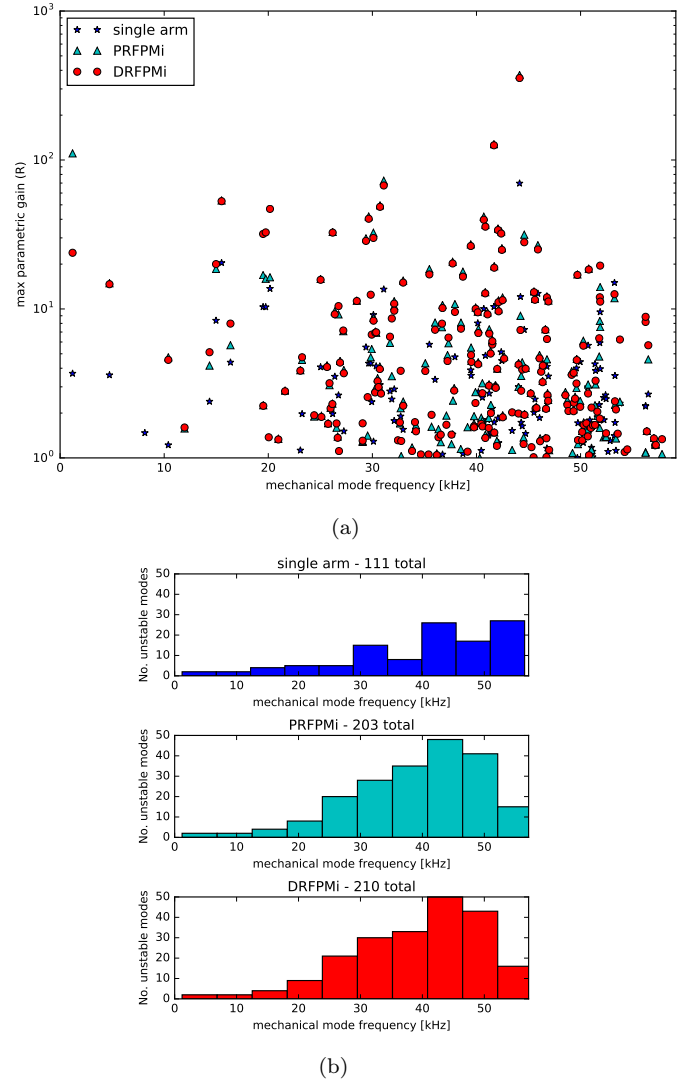 10^3
single arm
PRFPMi
DRFPMi
10^2
10^1
10^0
max parametric gain (R)
0 10 20 30 40 50
mechanical mode frequency [kHz]
(a)
single arm - 111 total
No. unstable modes
50
40
30
20
10
0
0 10 20 30 40 50
mechanical mode frequency [kHz]
PRFPMi - 203 total
No. unstable modes
50
40
30
20
10
0
0 10 20 30 40 50
mechanical mode frequency [kHz]
DRFPMi - 210 total
No. unstable modes
50
40
30
20
10
0
0 10 20 30 40 50
mechanical mode frequency [kHz]
(b)